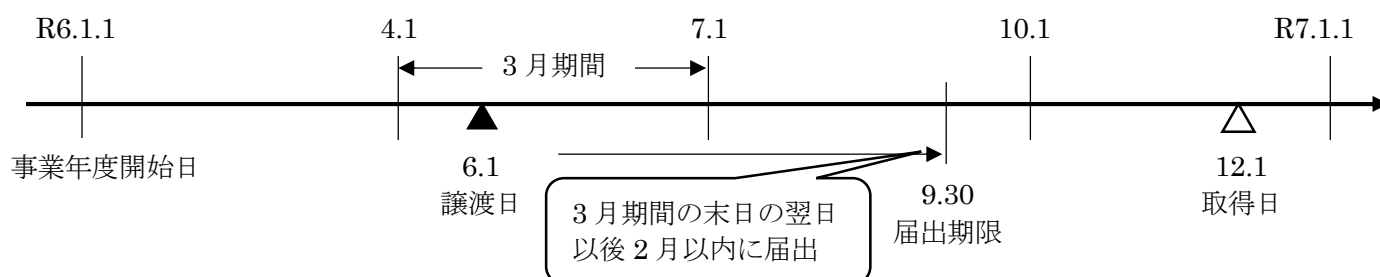 R6.1.1
4.1
7.1
10.1
R7.1.1
3月期間
事業年度開始日
6.1
譲渡日
3月期間の末日の翌日
以後2月以内に届出
9.30
届出期限
12.1
取得日